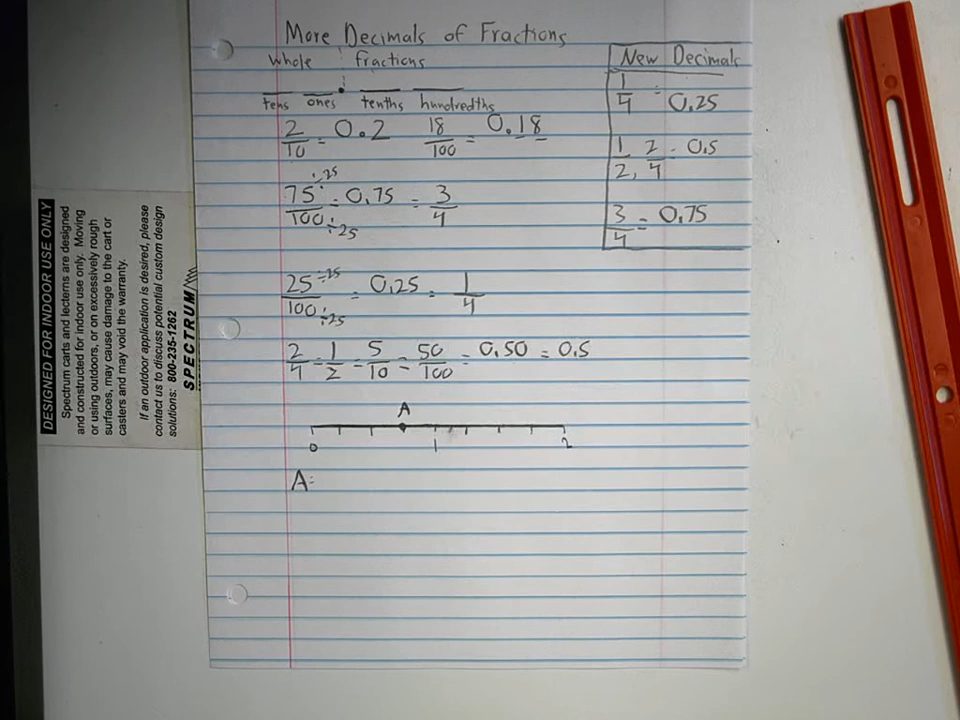 More Decimals of Fractions
whole fractions
tens ones . tenths hundredths
2/10 = 0.2 18/100 = 0.18
75/100 ÷25 ÷25 = 0.75 = 3/4
25/100 ÷25 ÷25 = 0.25 = 1/4
2/4 = 1/2 = 5/10 = 50/100 = 0.50 = 0.5
A
0 1 2
A=
New Decimals
1/4 = 0.25
1/2, 2/4 = 0.5
3/4 = 0.75
DESIGNED FOR INDOOR USE ONLY
Spectrum carts and lecterns are designed
and constructed for indoor use only. Moving
or using outdoors, or on excessively rough
surfaces, may cause damage to the cart or
casters and may void the warranty.
If an outdoor application is desired, please
contact us to discuss potential custom design
solutions: 800-235-1262
SPECTRUM